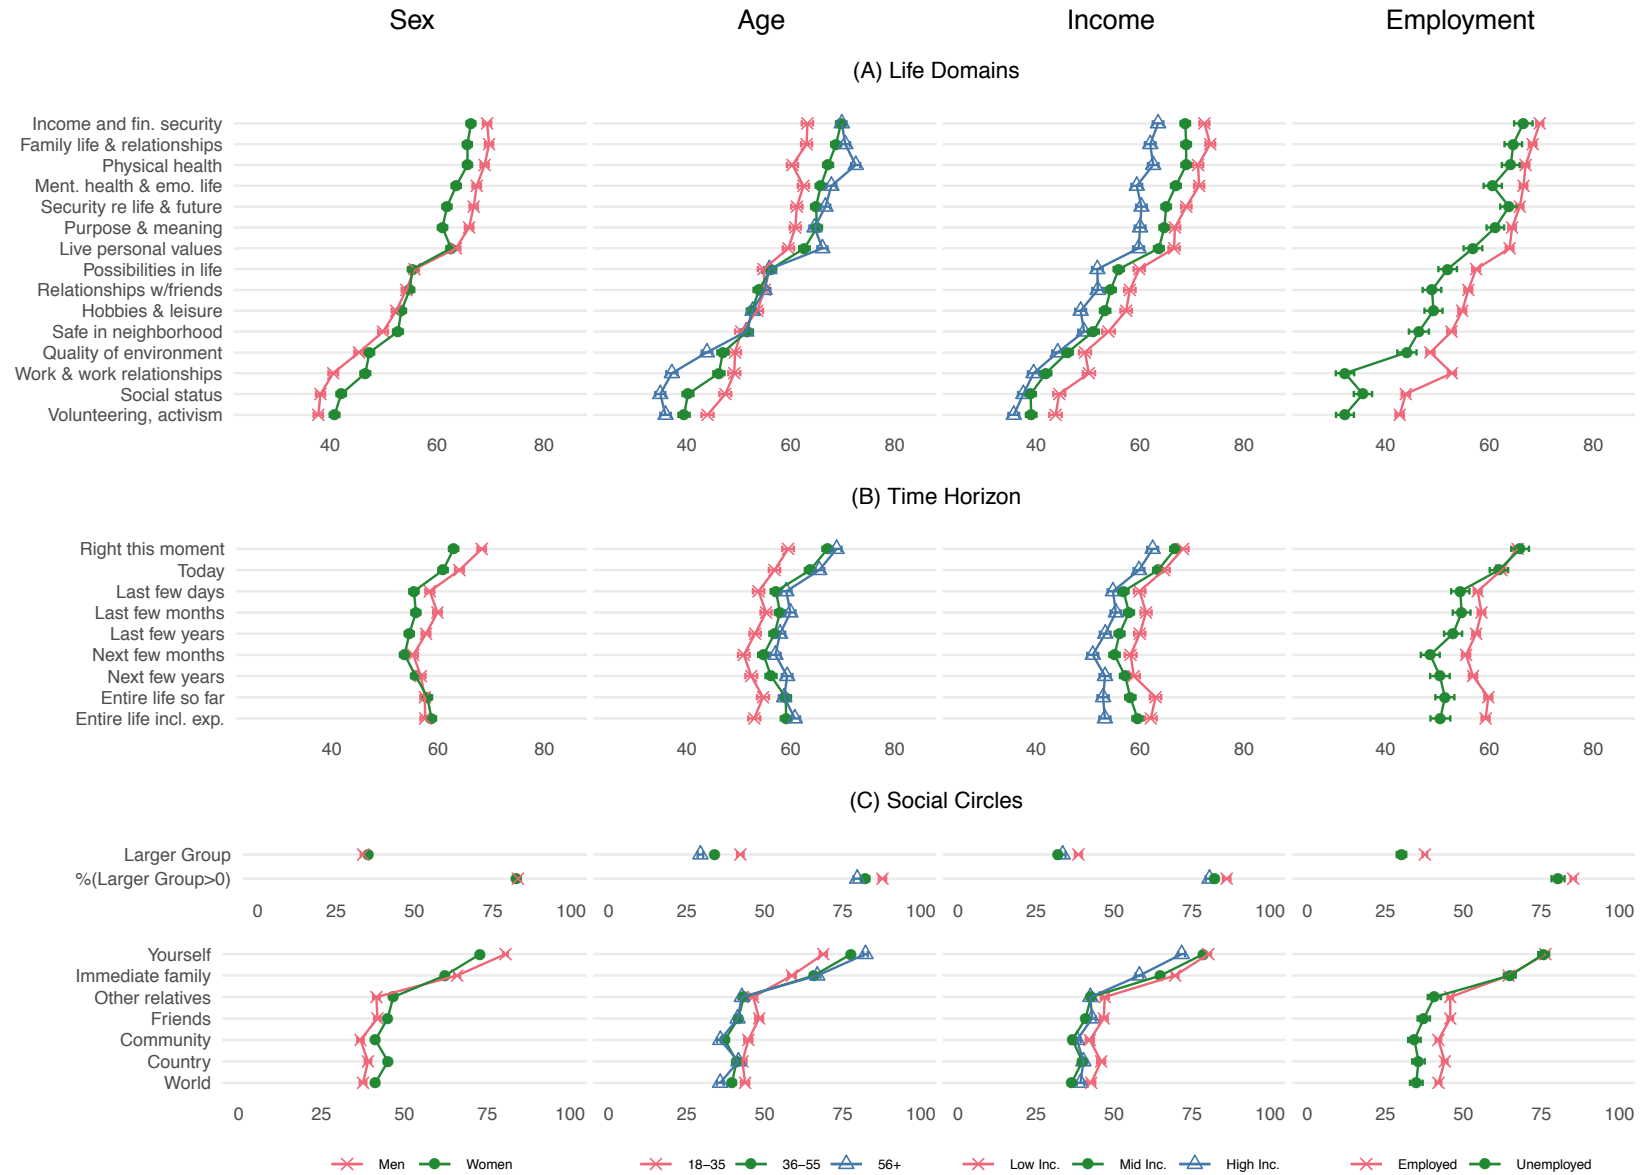 Sex Age Income Employment
(A) Life Domains
Income and fin. security
Family life & relationships
Physical health
Ment. health & emo. life
Security re life & future
Purpose & meaning
Live personal values
Possibilities in life
Relationships w/friends
Hobbies & leisure
Safe in neighborhood
Quality of environment
Work & work relationships
Social status
Volunteering, activism
40 60 80 40 60 80 40 60 80 40 60 80
(B) Time Horizon
Right this moment
Today
Last few days
Last few months
Last few years
Next few months
Next few years
Entire life so far
Entire life incl. exp.
40 60 80 40 60 80 40 60 80 40 60 80
(C) Social Circles
Larger Group
%(Larger Group>0)
0 25 50 75 100 0 25 50 75 100 0 25 50 75 100 0 25 50 75 100
Yourself
Immediate family
Other relatives
Friends
Community
Country
World
0 25 50 75 100 0 25 50 75 100 0 25 50 75 100 0 25 50 75 100
Men Women 18–35 36–55 56+ Low Inc. Mid Inc. High Inc. Employed Unemployed